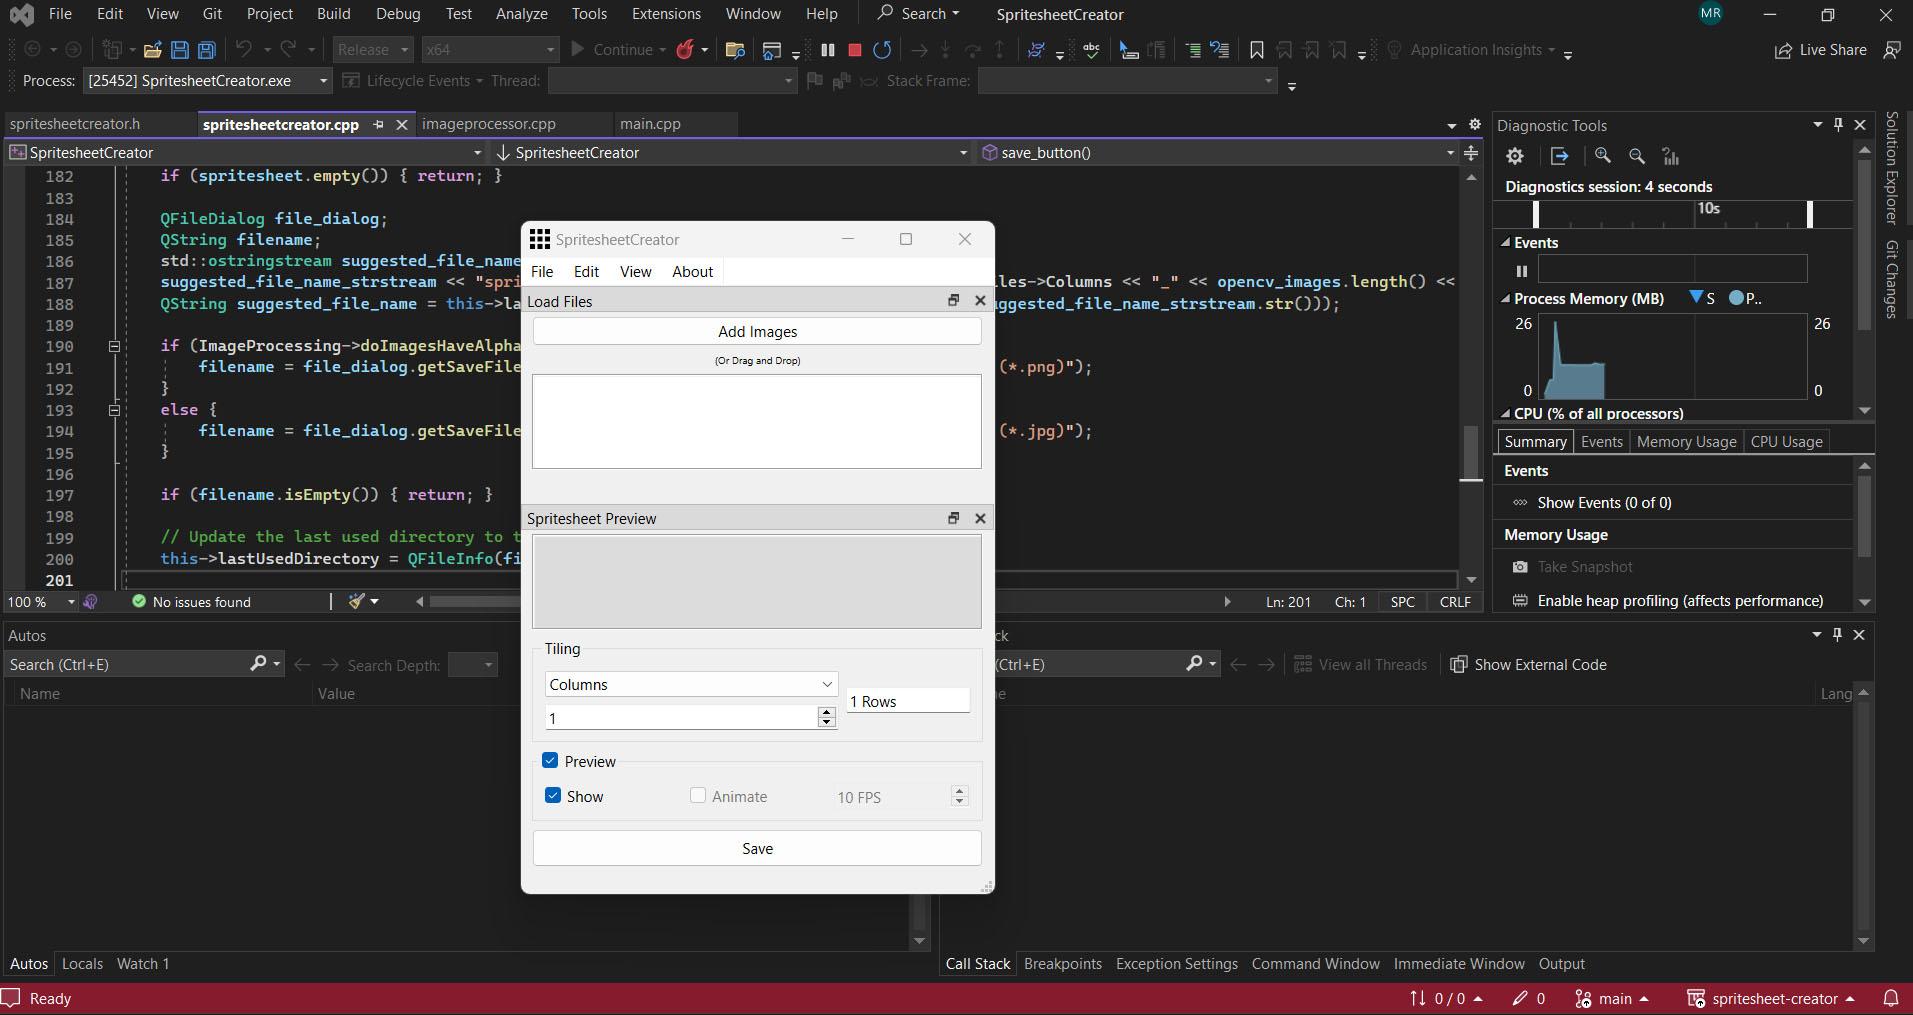 File Edit View Git Project Build Debug Test Analyze Tools Extensions Window Help Search SpritesheetCreator MR
Release x64 Continue abc Application Insights Live Share
Process: [25452] SpritesheetCreator.exe Lifecycle Events Thread: Stack Frame:
spritesheetcreator.h spritesheetcreator.cpp imageprocessor.cpp main.cpp
SpritesheetCreator SpritesheetCreator save_button()
182 if (spritesheet.empty()) { return; }
183
184 QFileDialog file_dialog;
185 QString filename;
186 std::ostringstream suggested_file_name
187 suggested_file_name_strstream << "spri les->Columns << "_" << opencv_images.length() <<
188 QString suggested_file_name = this->la ggested_file_name_strstream.str()));
189
190 if (ImageProcessing->doImagesHaveAlpha
191 filename = file_dialog.getSaveFile (*.png)");
192 }
193 else {
194 filename = file_dialog.getSaveFile (*.jpg)");
195 }
196
197 if (filename.isEmpty()) { return; }
198
199 // Update the last used directory to t
200 this->lastUsedDirectory = QFileInfo(fi
201
100 % No issues found Ln: 201 Ch: 1 SPC CRLF
SpritesheetCreator
File Edit View About
Load Files
Add Images
(Or Drag and Drop)
Spritesheet Preview
Tiling
Columns
1
1 Rows
Preview
Show Animate 10 FPS
Save
Diagnostic Tools
Diagnostics session: 4 seconds
10s
Events
Process Memory (MB) S P..
26 26
0 0
CPU (% of all processors)
Summary Events Memory Usage CPU Usage
Events
Show Events (0 of 0)
Memory Usage
Take Snapshot
Enable heap profiling (affects performance)
Solution Explorer
Git Changes
Autos
Search (Ctrl+E) Search Depth:
Name Value
Autos Locals Watch 1
ck
(Ctrl+E) View all Threads Show External Code
ne Lang
Call Stack Breakpoints Exception Settings Command Window Immediate Window Output
Ready 0 / 0 0 main spritesheet-creator